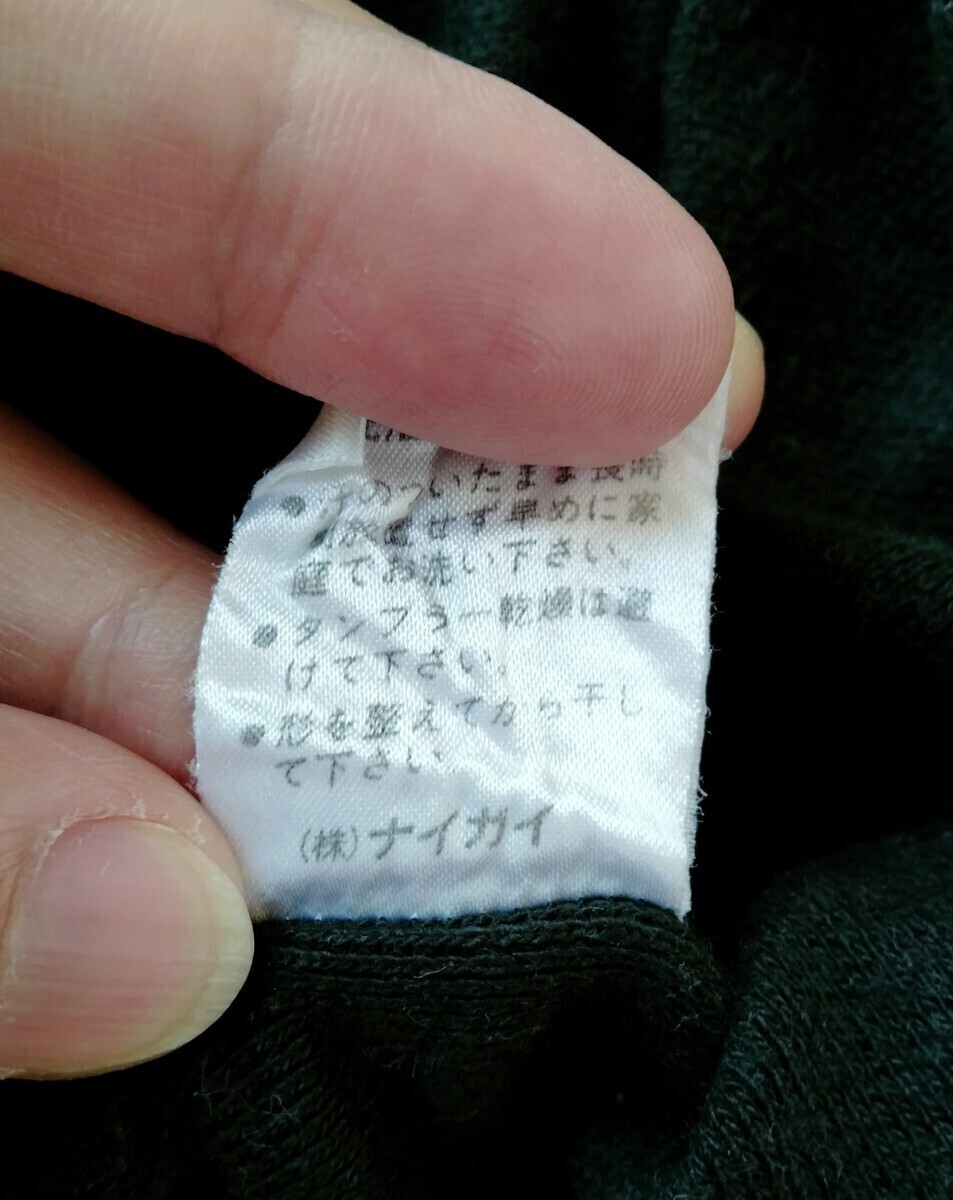 ●汗のついたまま長時
間放置せず早めに家
庭でお洗い下さい。
●タンブラー乾燥は避
けて下さい。
●形を整えてから干し
て下さい。
(株)ナイガイ